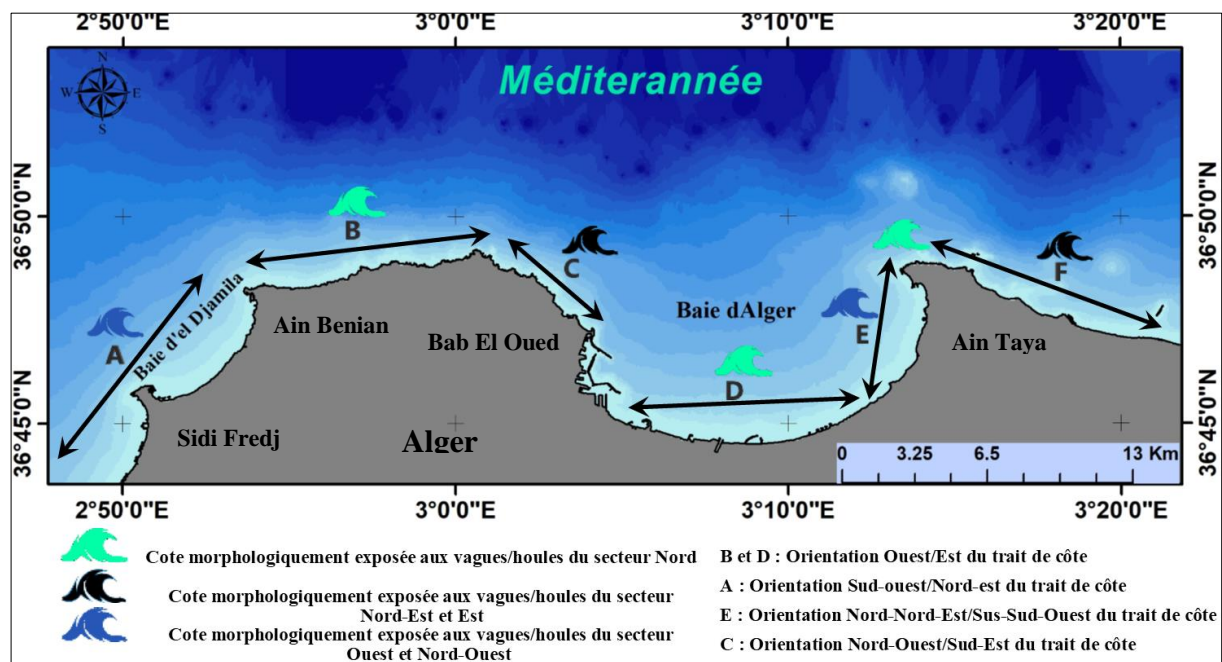 2°50'0"E 3°0'0"E 3°10'0"E 3°20'0"E
Méditerannée
N
W E
S
36°50'0"N 36°50'0"N
B
C
F
Baie d'el Djamila
A
Baie dAlger
E
Ain Benian
Bab El Oued
Ain Taya
D
36°45'0"N 36°45'0"N
Sidi Fredj
Alger
0 3.25 6.5 13 Km
2°50'0"E 3°0'0"E 3°10'0"E 3°20'0"E
Cote morphologiquement exposée aux vagues/houles du secteur Nord
Cote morphologiquement exposée aux vagues/houles du secteur
Nord-Est et Est
Cote morphologiquement exposée aux vagues/houles du secteur
Ouest et Nord-Ouest
B et D : Orientation Ouest/Est du trait de côte
A : Orientation Sud-ouest/Nord-est du trait de côte
E : Orientation Nord-Nord-Est/Sus-Sud-Ouest du trait de côte
C : Orientation Nord-Ouest/Sud-Est du trait de côte